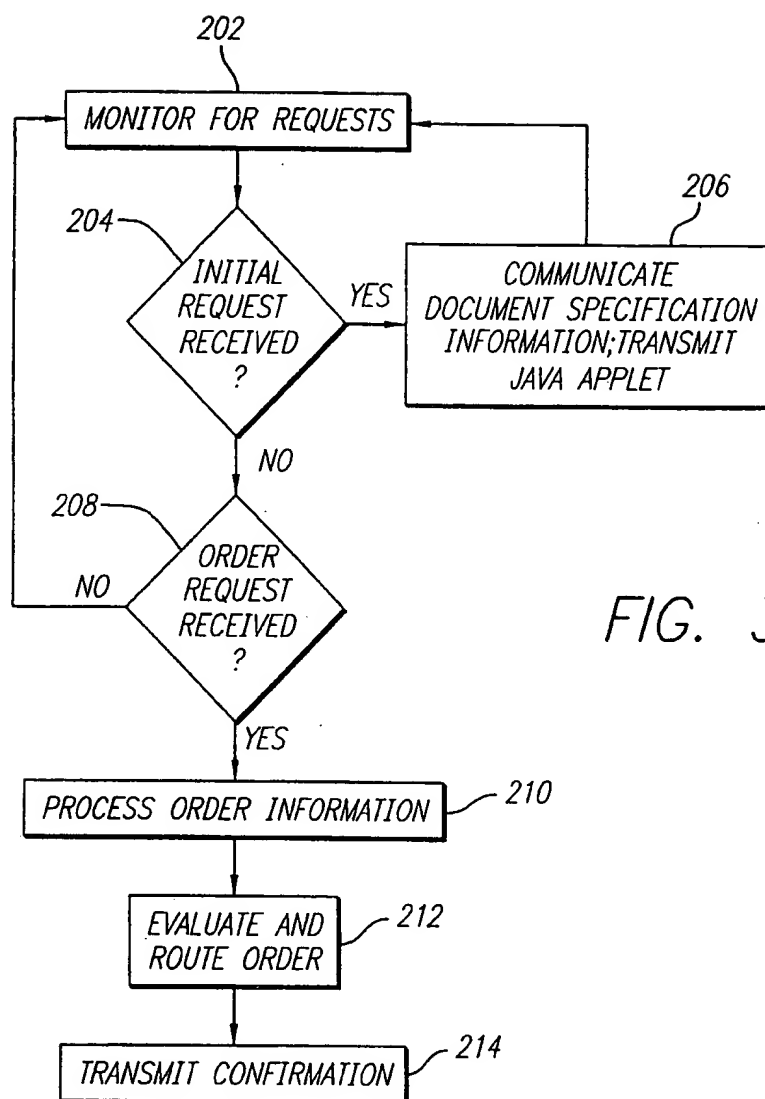 202
MONITOR FOR REQUESTS
204
INITIAL
REQUEST
RECEIVED
?
YES
206
COMMUNICATE
DOCUMENT SPECIFICATION
INFORMATION;TRANSMIT
JAVA APPLET
NO
208
ORDER
REQUEST
RECEIVED
?
NO
FIG.
YES
PROCESS ORDER INFORMATION
210
EVALUATE AND
ROUTE ORDER
212
TRANSMIT CONFIRMATION
214